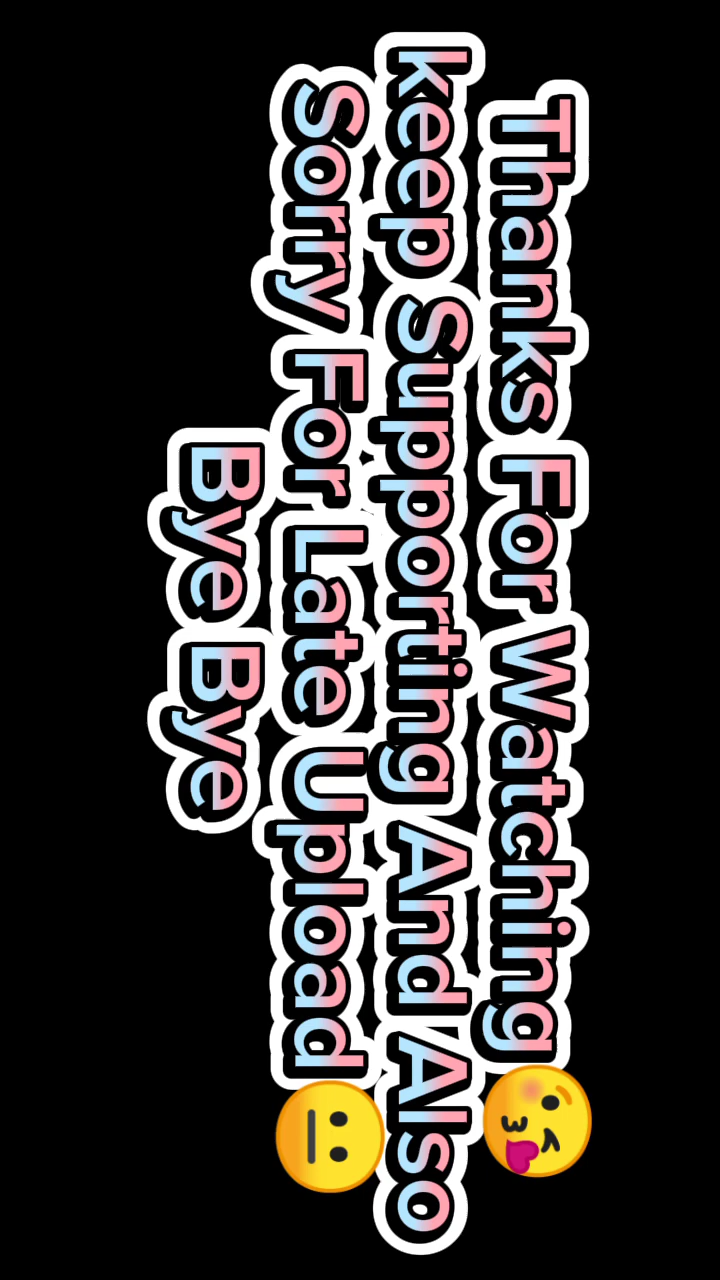 Thanks For Watching😘
keep Supporting And Also
Sorry For Late Upload😐
Bye Bye